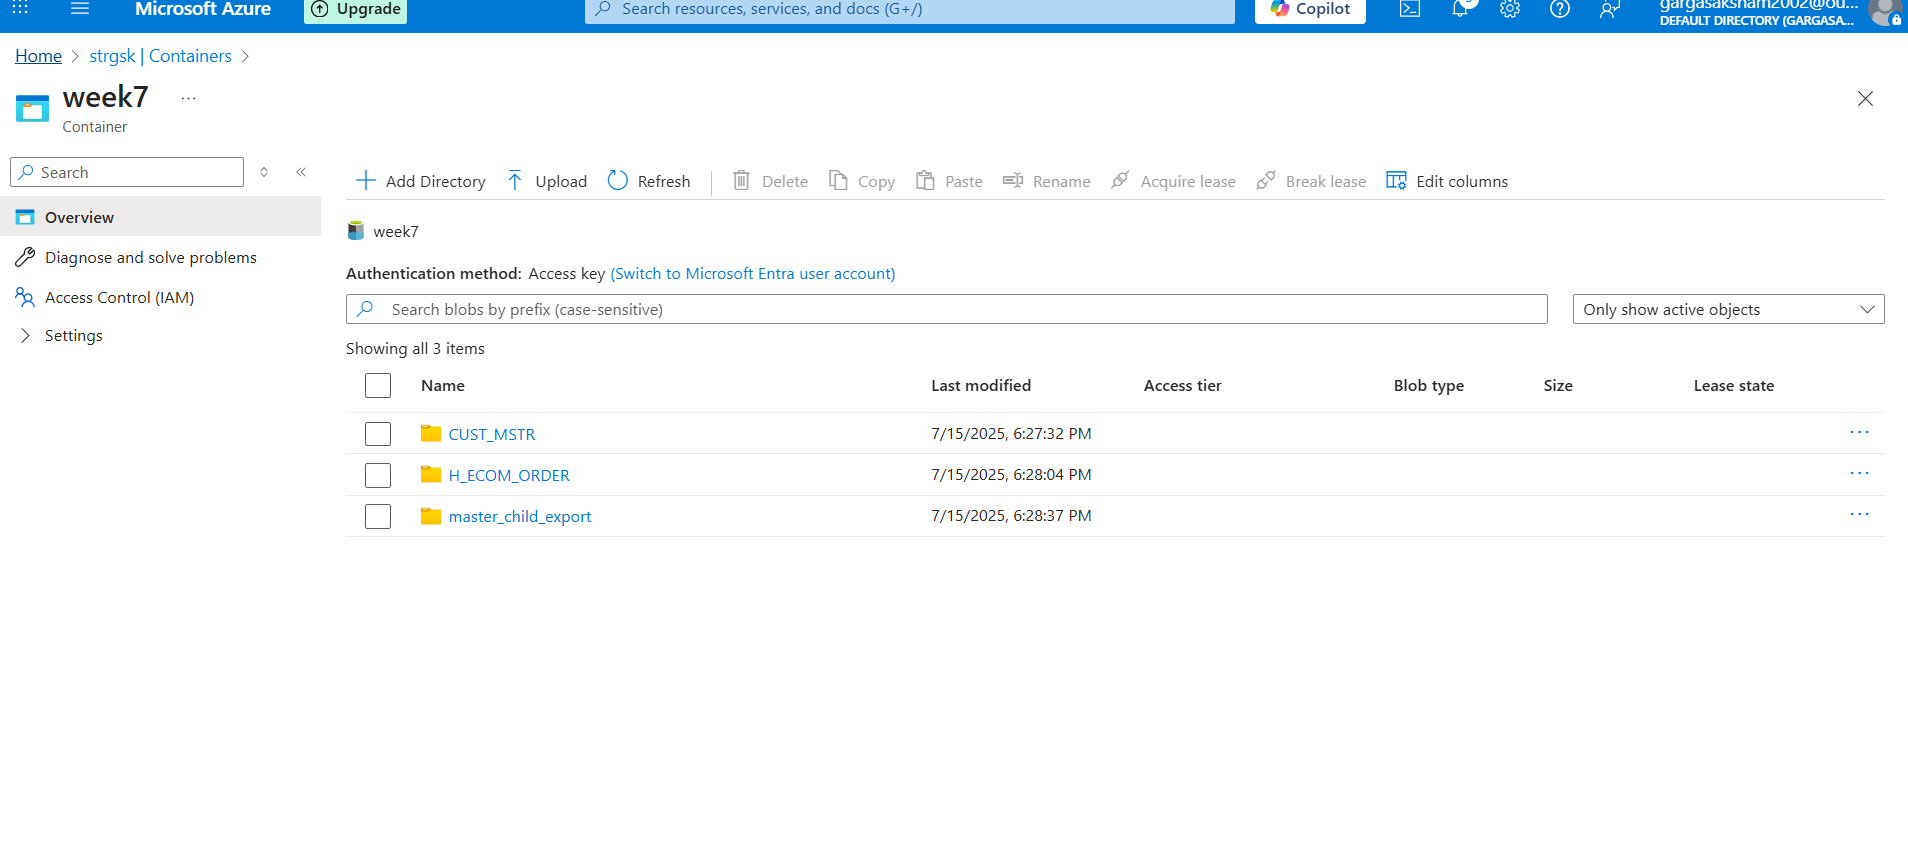 Microsoft Azure
Upgrade
Search resources, services, and docs (G+/)
Copilot
gargasaksham2002@ou...
DEFAULT DIRECTORY (GARGASA...
Home > strgsk | Containers >
week7
...
Container
Search
Add Directory
Upload
Refresh
Delete
Copy
Paste
Rename
Acquire lease
Break lease
Edit columns
Overview
Diagnose and solve problems
Access Control (IAM)
Settings
week7
Authentication method: Access key (Switch to Microsoft Entra user account)
Search blobs by prefix (case-sensitive)
Only show active objects
Showing all 3 items
Name Last modified Access tier Blob type Size Lease state
CUST_MSTR 7/15/2025, 6:27:32 PM ...
H_ECOM_ORDER 7/15/2025, 6:28:04 PM ...
master_child_export 7/15/2025, 6:28:37 PM ...